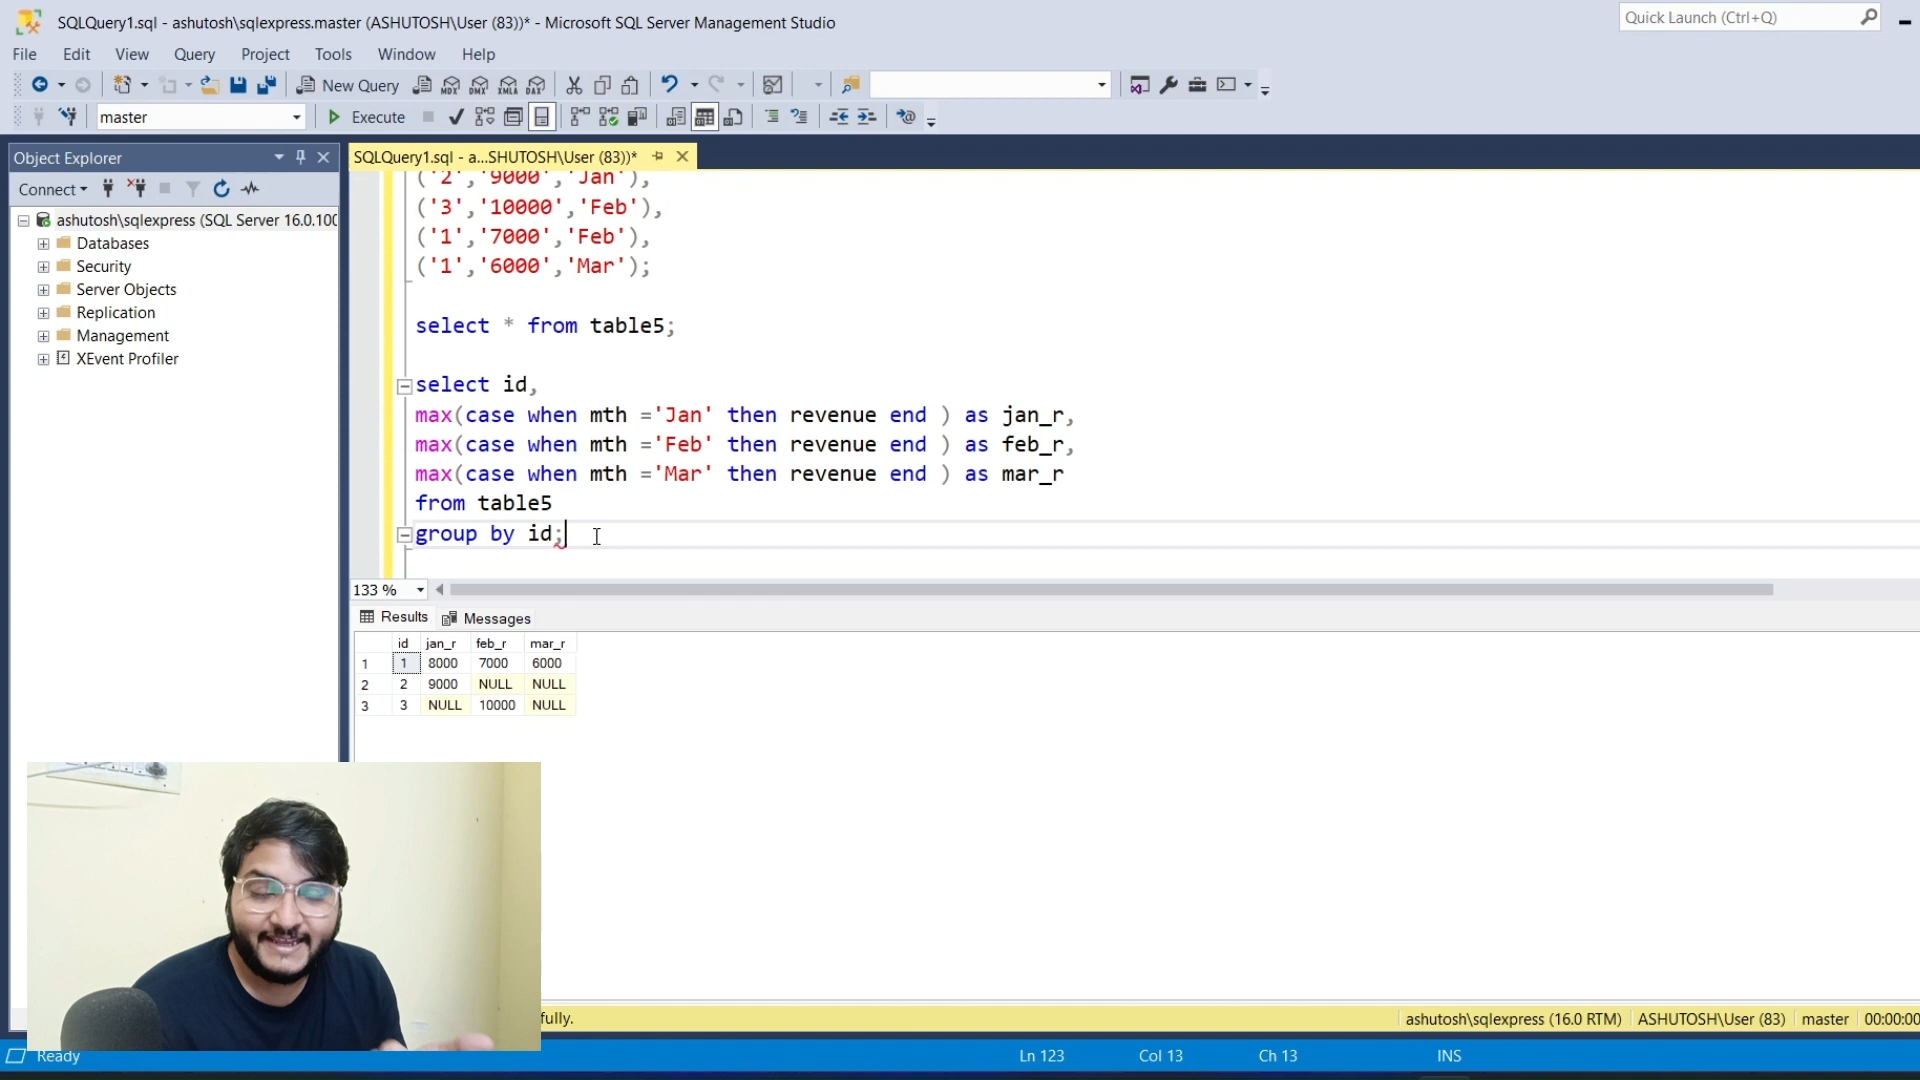 SQLQuery1.sql - ashutosh\sqlexpress.master (ASHUTOSH\User (83))* - Microsoft SQL Server Management Studio
Quick Launch (Ctrl+Q)
File Edit View Query Project Tools Window Help
New Query MDX DMX XMLA DAX
master Execute
Object Explorer
SQLQuery1.sql - a...SHUTOSH\User (83))*
Connect
ashutosh\sqlexpress (SQL Server 16.0.100
Databases
Security
Server Objects
Replication
Management
XEvent Profiler
('2','9000','Jan'),
('3','10000','Feb'),
('1','7000','Feb'),
('1','6000','Mar');
select * from table5;
select id,
max(case when mth ='Jan' then revenue end ) as jan_r,
max(case when mth ='Feb' then revenue end ) as feb_r,
max(case when mth ='Mar' then revenue end ) as mar_r
from table5
group by id;
133 %
Results Messages
id jan_r feb_r mar_r
1 1 8000 7000 6000
2 2 9000 NULL NULL
3 3 NULL 10000 NULL
fully.
ashutosh\sqlexpress (16.0 RTM) ASHUTOSH\User (83) master 00:00:00
Ready Ln 123 Col 13 Ch 13 INS